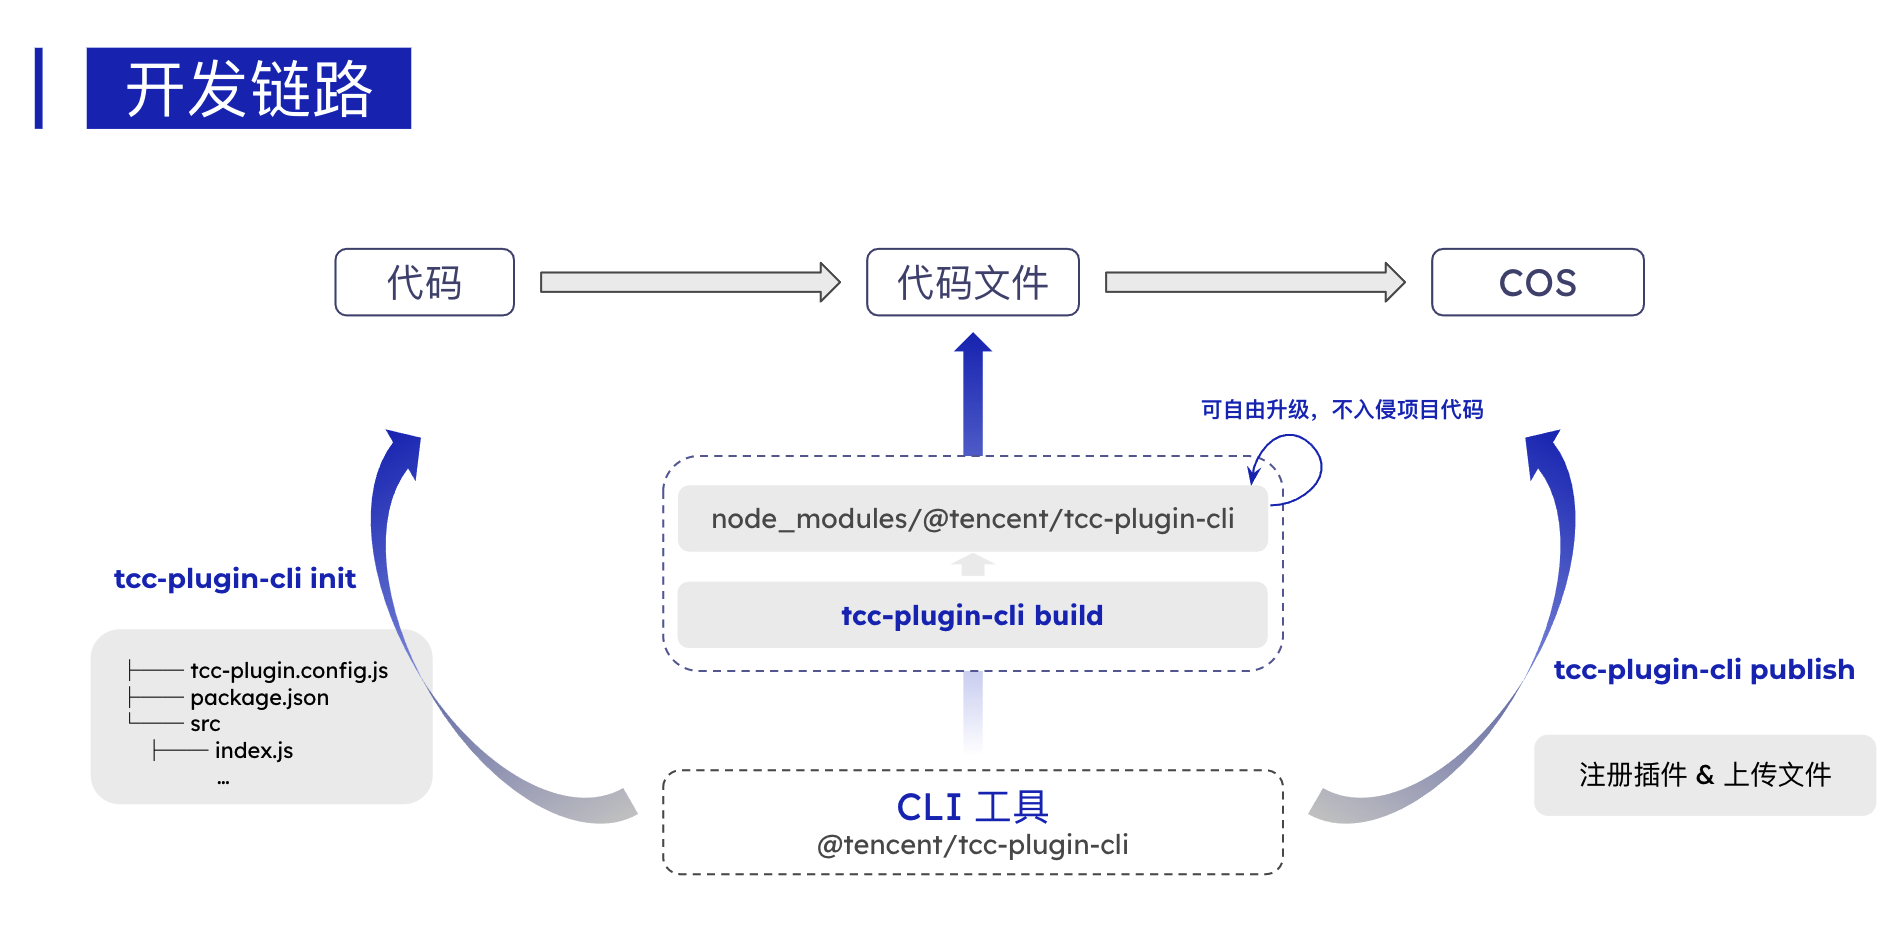 开发链路
代码
代码文件
COS
可自由升级，不入侵项目代码
node_modules/@tencent/tcc-plugin-cli
tcc-plugin-cli build
tcc-plugin-cli init
├── tcc-plugin.config.js
├── package.json
└── src
├── index.js
...
tcc-plugin-cli publish
注册插件 & 上传文件
CLI 工具
@tencent/tcc-plugin-cli